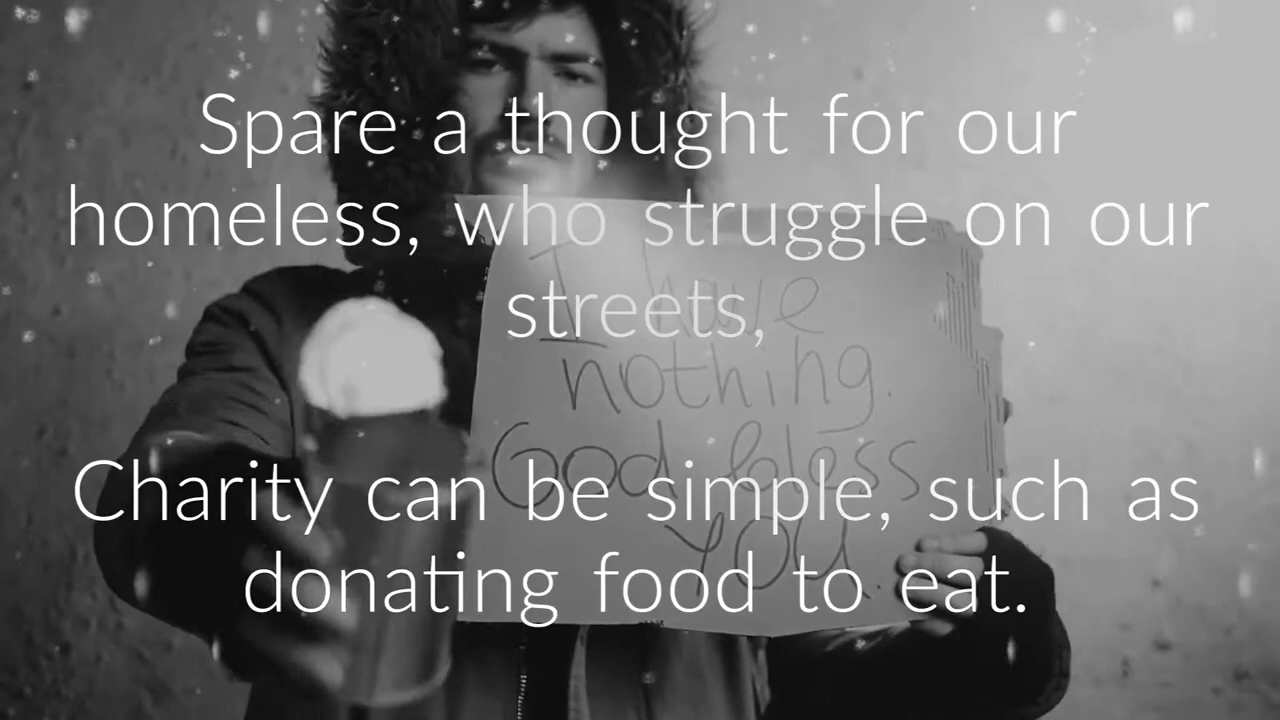 Spare a thought for our
homeless, who struggle on our
streets,
Charity can be simple, such as
donating food to eat.
I have
nothing.
God bless
YOU.